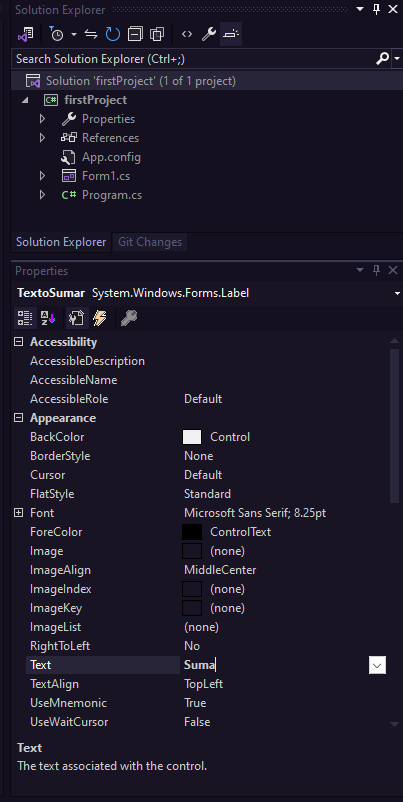 Solution Explorer
Search Solution Explorer (Ctrl+;)
Solution 'firstProject' (1 of 1 project)
C# firstProject
Properties
References
App.config
Form1.cs
C# Program.cs
Solution Explorer Git Changes
Properties
TextoSumar System.Windows.Forms.Label
Accessibility
AccessibleDescription
AccessibleName
AccessibleRole Default
Appearance
BackColor Control
BorderStyle None
Cursor Default
FlatStyle Standard
Font Microsoft Sans Serif; 8.25pt
ForeColor ControlText
Image (none)
ImageAlign MiddleCenter
ImageIndex (none)
ImageKey (none)
ImageList (none)
RightToLeft No
Text Suma
TextAlign TopLeft
UseMnemonic True
UseWaitCursor False
Text
The text associated with the control.